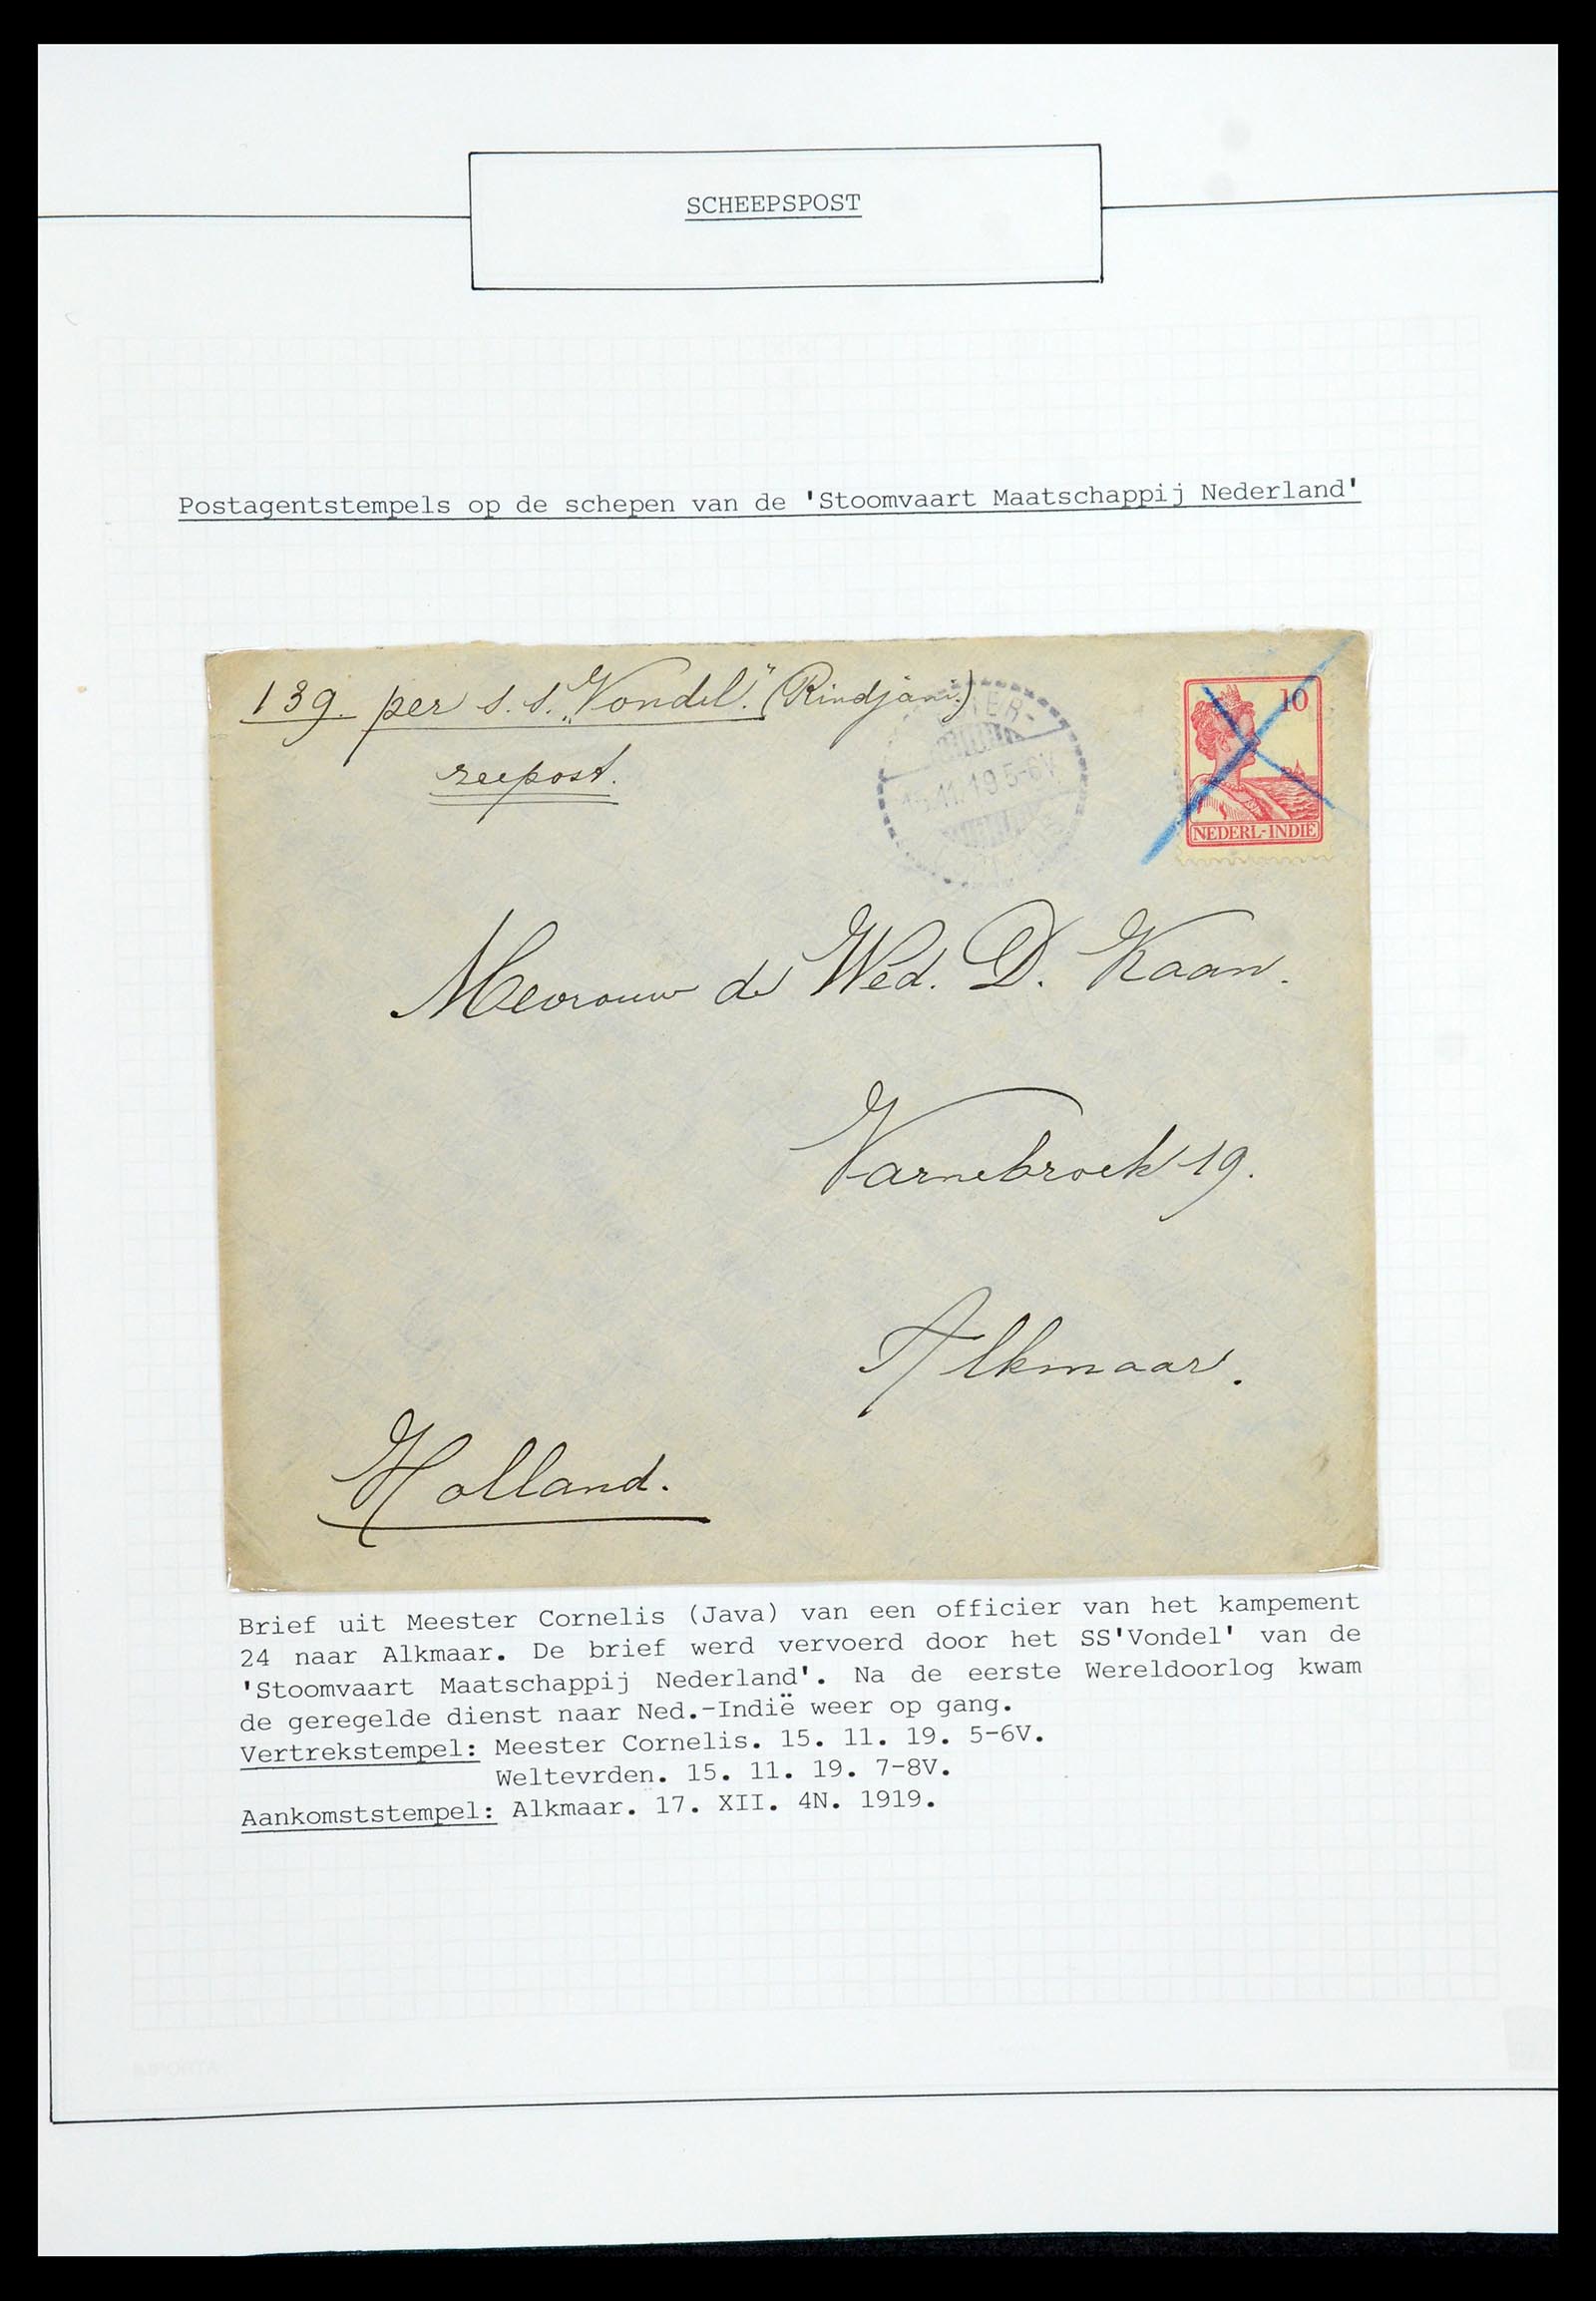 SCHEEPSPOST
Postagentstempels op de schepen van de 'Stoomvaart Maatschappij Nederland'
139. per s.s. „Vondel." (Rindjani.)
zeepost.
TER-
11.19 5-6V
10
NEDERL-INDIE
Mevrouw de Wed. D. Kaan.
Varnebroek 19.
Alkmaar.
Holland.
Brief uit Meester Cornelis (Java) van een officier van het kampement
24 naar Alkmaar. De brief werd vervoerd door het SS'Vondel' van de
'Stoomvaart Maatschappij Nederland'. Na de eerste Wereldoorlog kwam
de geregelde dienst naar Ned.-Indië weer op gang.
Vertrekstempel: Meester Cornelis. 15. 11. 19. 5-6V.
Weltevrden. 15. 11. 19. 7-8V.
Aankomststempel: Alkmaar. 17. XII. 4N. 1919.